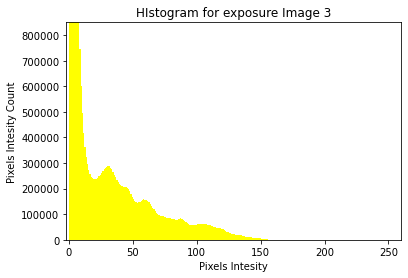 HIstogram for exposure Image 3
Pixels Intesity Count
800000
700000
600000
500000
400000
300000
200000
100000
0
0 50 100 150 200 250
Pixels Intesity